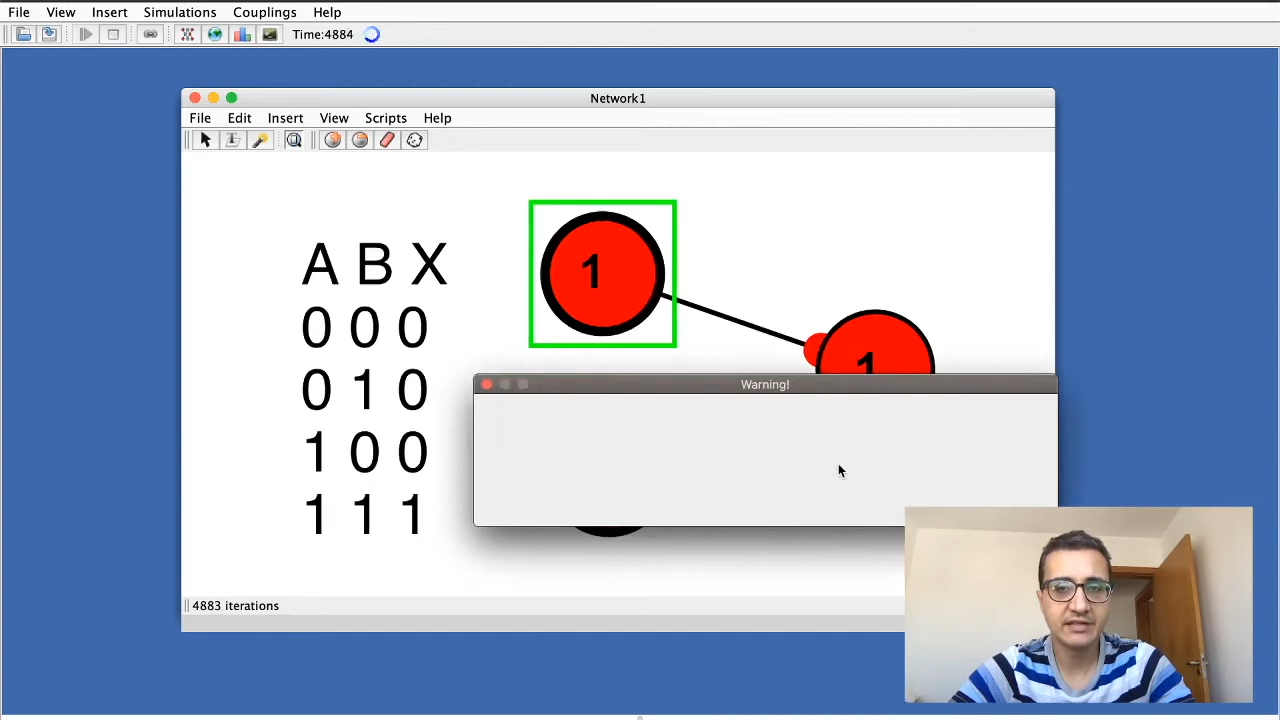 File View Insert Simulations Couplings Help
Time:4884
Network1
File Edit Insert View Scripts Help
A B X
0 0 0
0 1 0
1 0 0
1 1 1
1
1
Warning!
4883 iterations